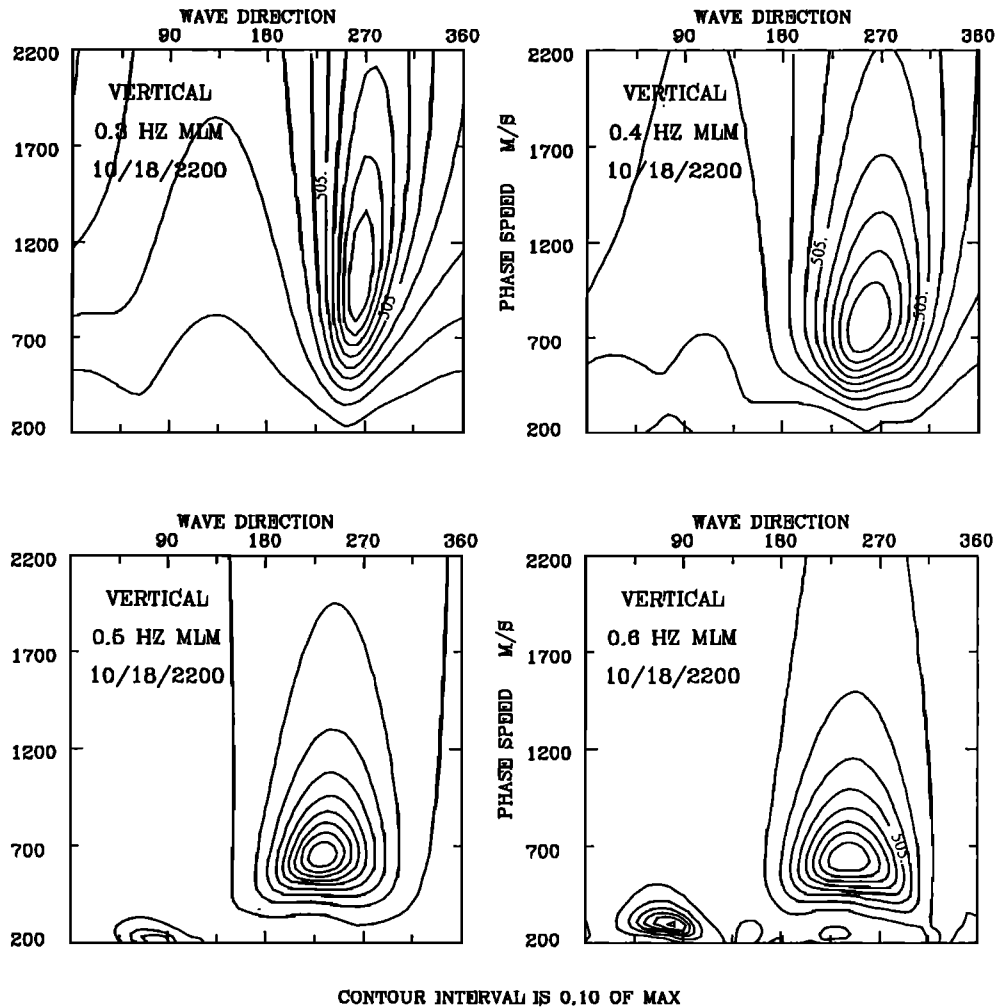 WAVE DIRECTION
90 180 270 360
2200
1700
1200
700
200
VERTICAL
0.3 HZ MLM
10/18/2200
505.
505
WAVE DIRECTION
90 180 270 360
PHASE SPEED M/S
2200
1700
1200
700
200
VERTICAL
0.4 HZ MLM
10/18/2200
505.
505.
WAVE DIRECTION
90 180 270 360
2200
1700
1200
700
200
VERTICAL
0.5 HZ MLM
10/18/2200
WAVE DIRECTION
90 180 270 360
PHASE SPEED M/S
2200
1700
1200
700
200
VERTICAL
0.6 HZ MLM
10/18/2200
505.
CONTOUR INTERVAL IS 0.10 OF MAX